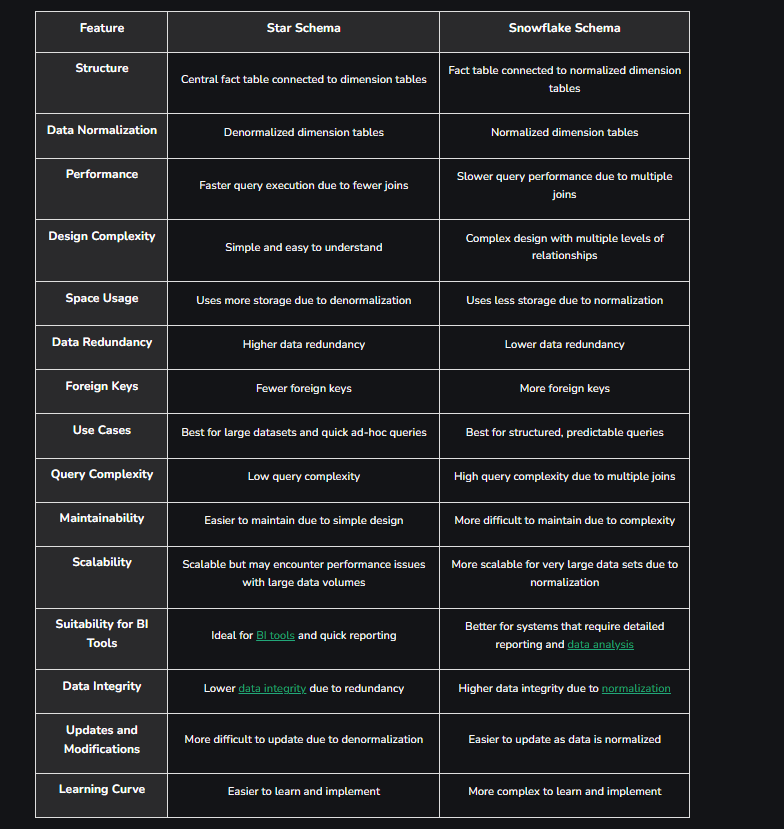 Feature Star Schema Snowflake Schema
Structure Central fact table connected to dimension tables Fact table connected to normalized dimension
tables
Data Normalization Denormalized dimension tables Normalized dimension tables
Performance Faster query execution due to fewer joins Slower query performance due to multiple
joins
Design Complexity Simple and easy to understand Complex design with multiple levels of
relationships
Space Usage Uses more storage due to denormalization Uses less storage due to normalization
Data Redundancy Higher data redundancy Lower data redundancy
Foreign Keys Fewer foreign keys More foreign keys
Use Cases Best for large datasets and quick ad-hoc queries Best for structured, predictable queries
Query Complexity Low query complexity High query complexity due to multiple joins
Maintainability Easier to maintain due to simple design More difficult to maintain due to complexity
Scalability Scalable but may encounter performance issues More scalable for very large data sets due to
with large data volumes normalization
Suitability for BI Ideal for BI tools and quick reporting Better for systems that require detailed
Tools reporting and data analysis
Data Integrity Lower data integrity due to redundancy Higher data integrity due to normalization
Updates and More difficult to update due to denormalization Easier to update as data is normalized
Modifications
Learning Curve Easier to learn and implement More complex to learn and implement